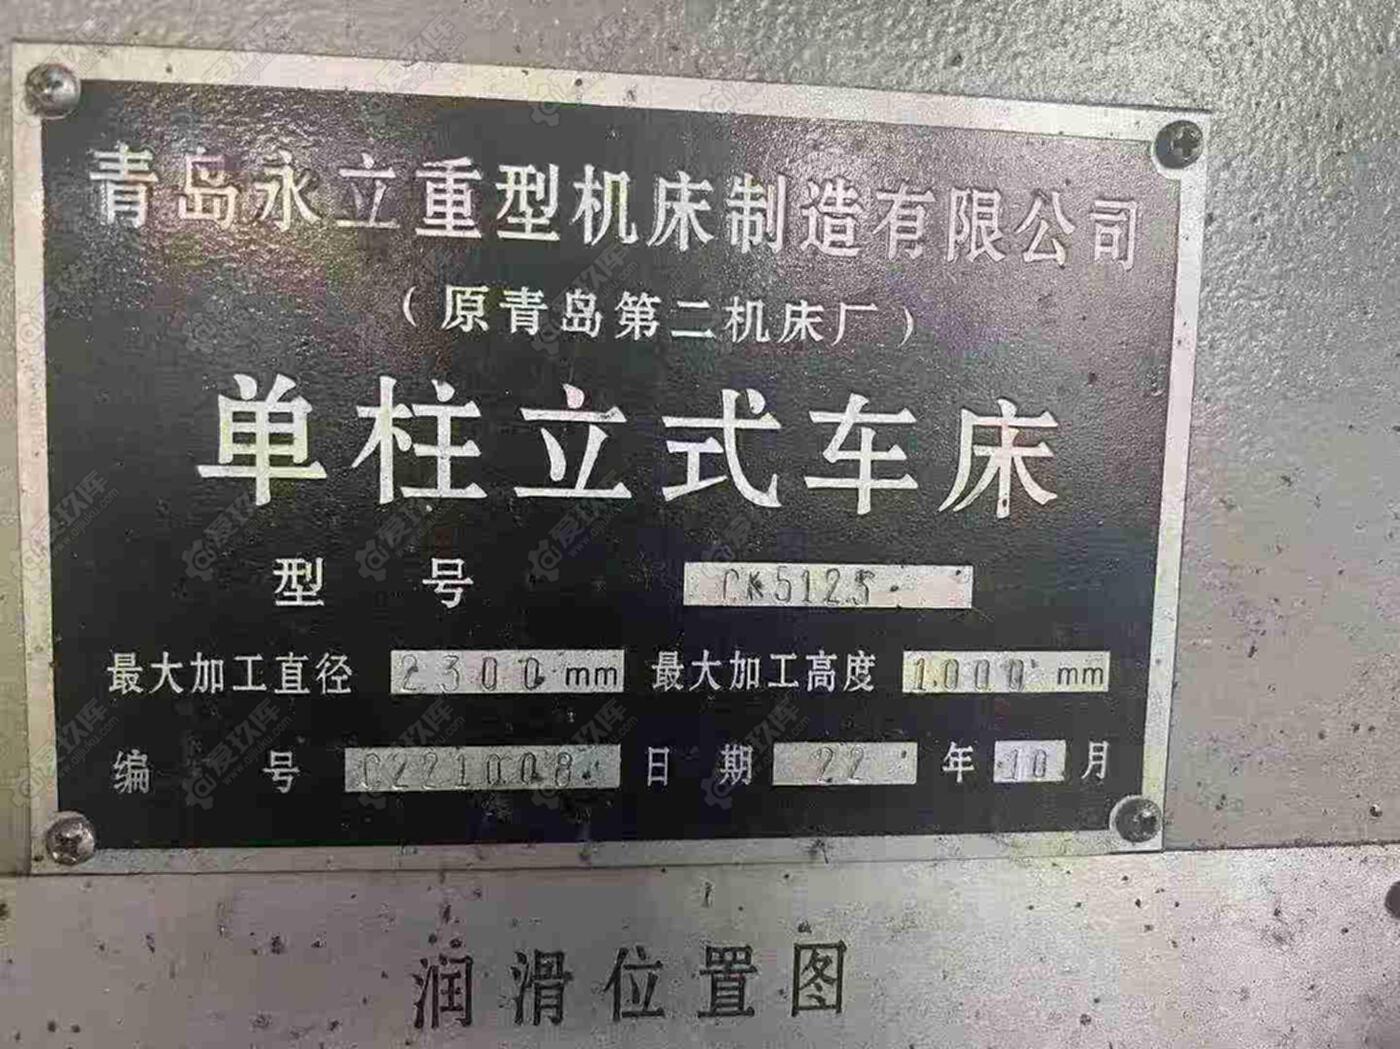 青岛永立重型机床制造有限公司
（原青岛第二机床厂）
单柱立式车床
型 号 CK5125
最大加工直径 2300 mm 最大加工高度 1000 mm
编 号 C221008 日 期 22 年 10 月
润滑位置图